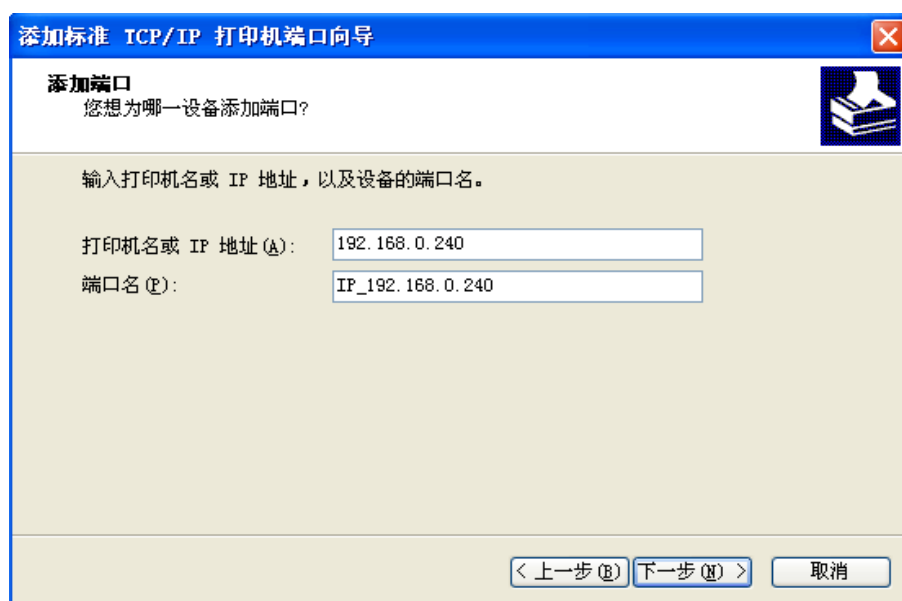 添加标准 TCP/IP 打印机端口向导
添加端口
您想为哪一设备添加端口?
输入打印机名或 IP 地址，以及设备的端口名。
打印机名或 IP 地址(A): 192.168.0.240
端口名(P): IP_192.168.0.240
< 上一步(B) 下一步(N) > 取消